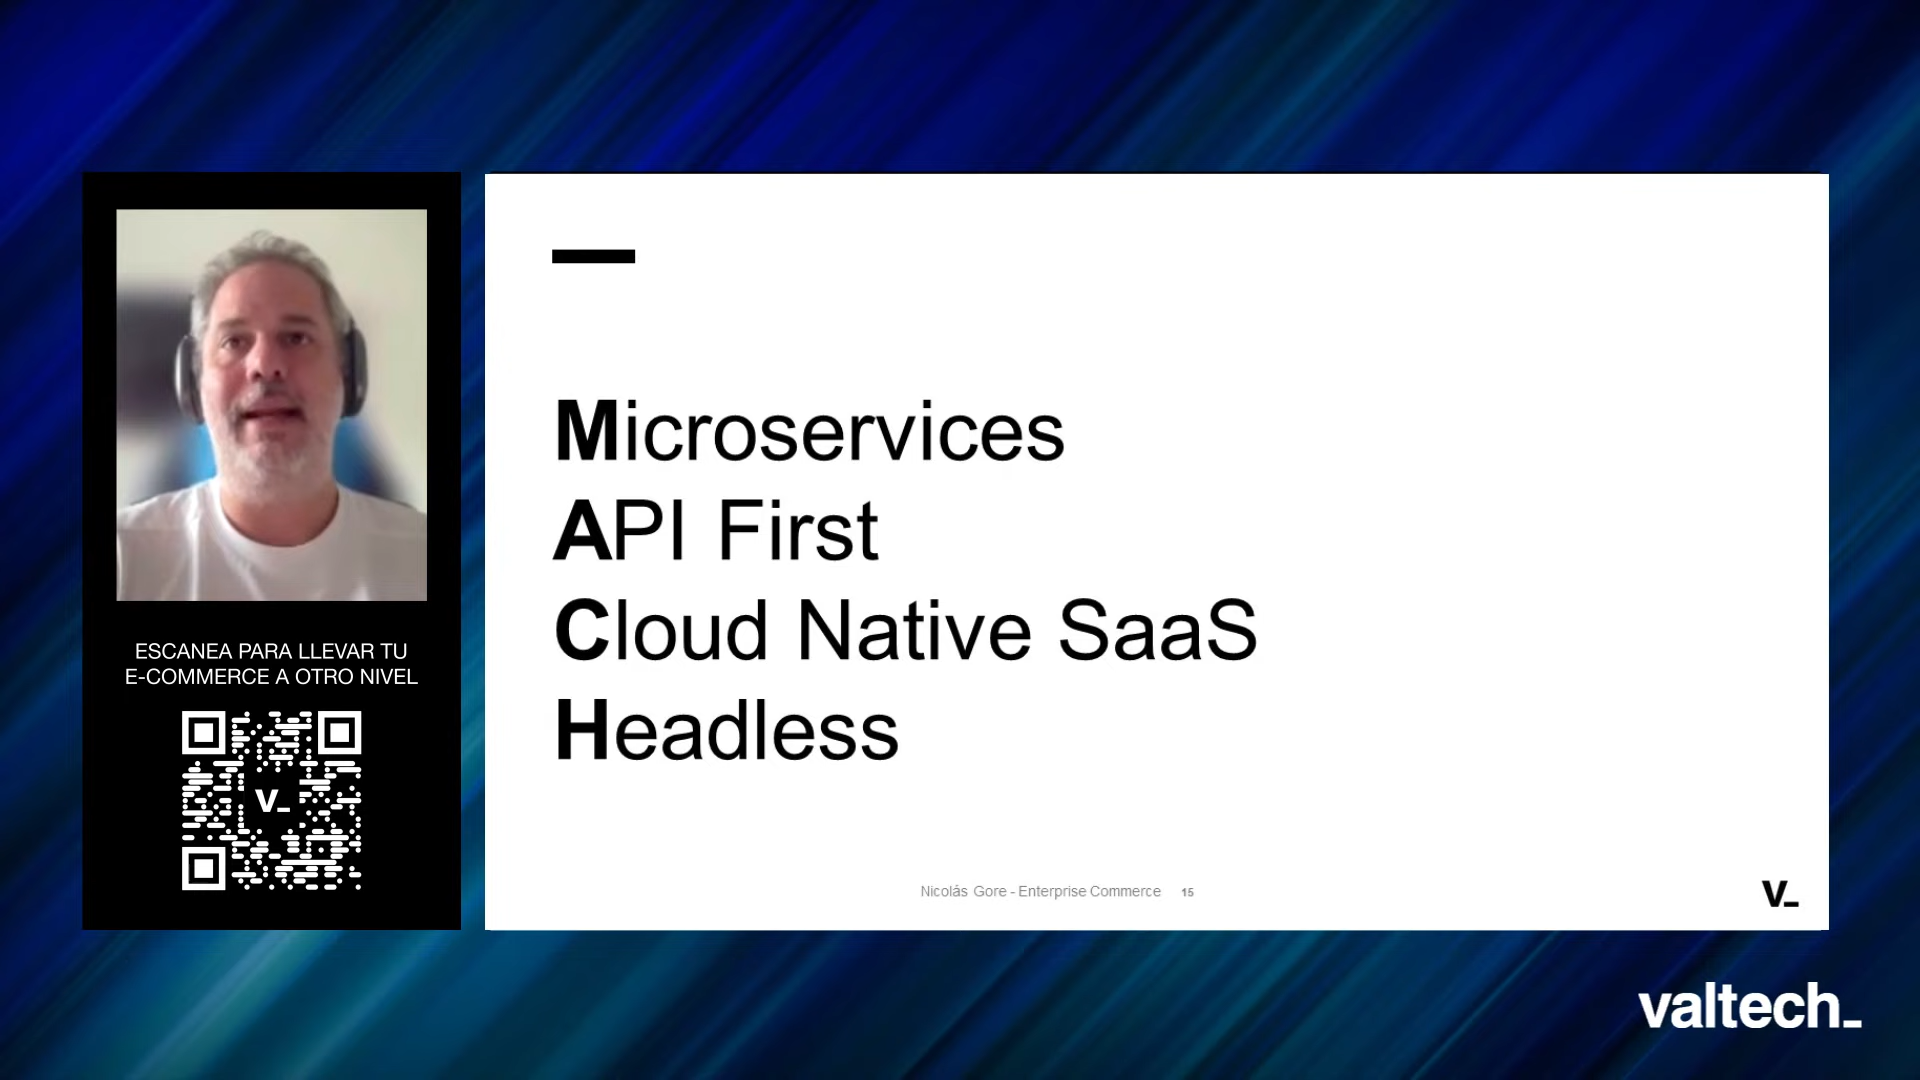 ESCANEA PARA LLEVAR TU
E-COMMERCE A OTRO NIVEL
V_
Microservices
API First
Cloud Native SaaS
Headless
Nicolás Gore - Enterprise Commerce 15
V_
valtech_